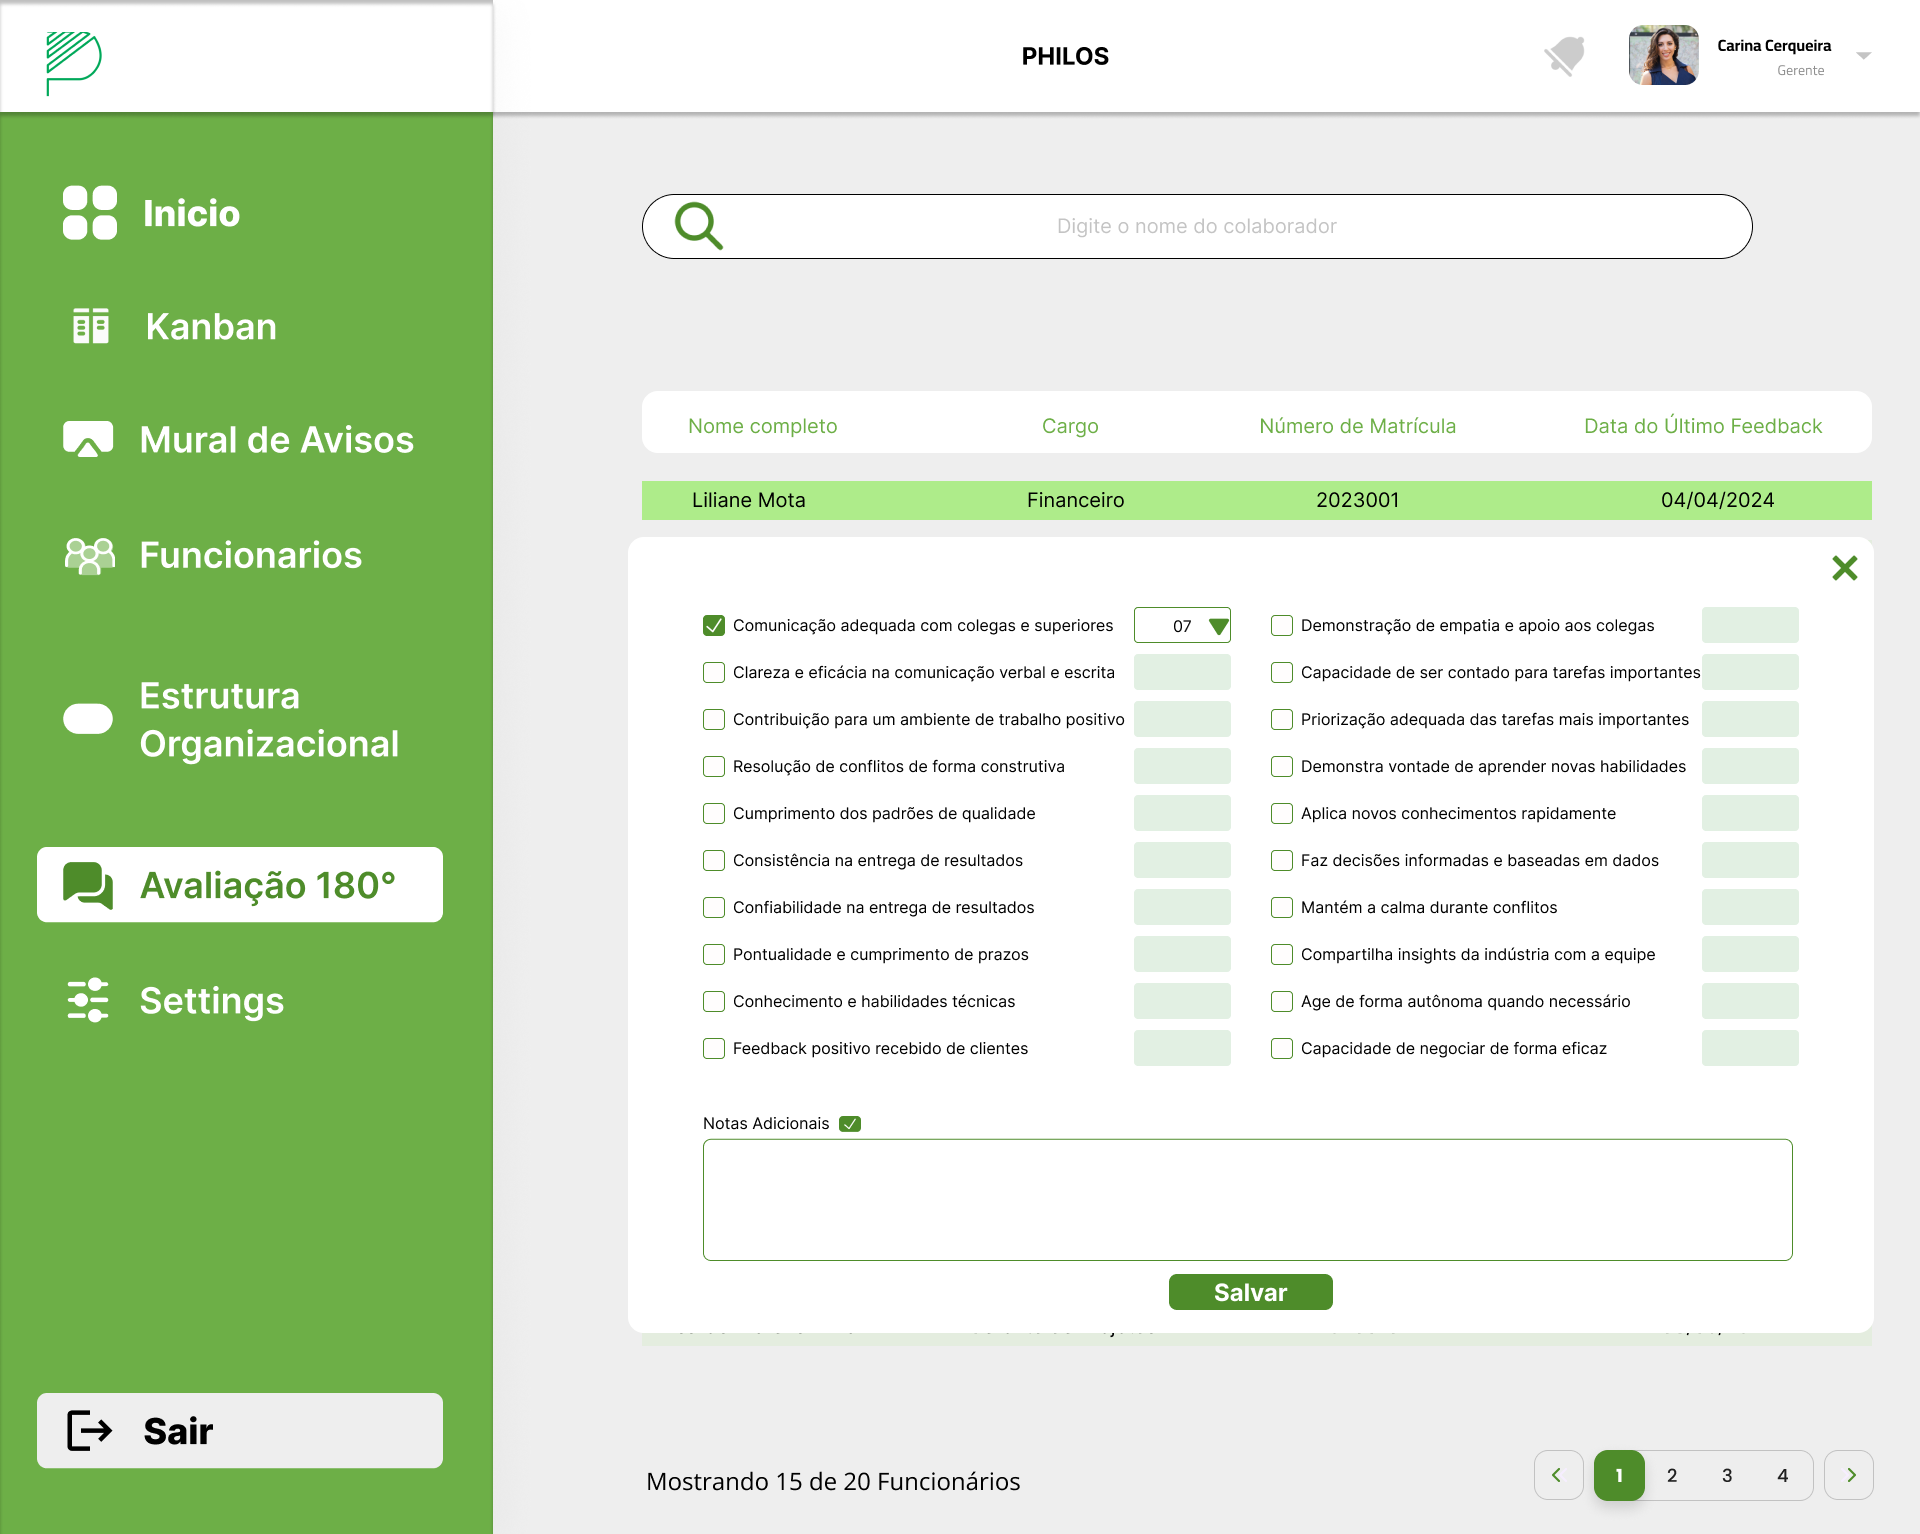 PHILOS
Carina Cerqueira
Gerente
Inicio
Kanban
Mural de Avisos
Funcionarios
Estrutura
Organizacional
Avaliação 180°
Settings
Sair
Digite o nome do colaborador
Nome completo Cargo Número de Matrícula Data do Último Feedback
Liliane Mota Financeiro 2023001 04/04/2024
Comunicação adequada com colegas e superiores 07
Clareza e eficácia na comunicação verbal e escrita
Contribuição para um ambiente de trabalho positivo
Resolução de conflitos de forma construtiva
Cumprimento dos padrões de qualidade
Consistência na entrega de resultados
Confiabilidade na entrega de resultados
Pontualidade e cumprimento de prazos
Conhecimento e habilidades técnicas
Feedback positivo recebido de clientes
Demonstração de empatia e apoio aos colegas
Capacidade de ser contado para tarefas importantes
Priorização adequada das tarefas mais importantes
Demonstra vontade de aprender novas habilidades
Aplica novos conhecimentos rapidamente
Faz decisões informadas e baseadas em dados
Mantém a calma durante conflitos
Compartilha insights da indústria com a equipe
Age de forma autônoma quando necessário
Capacidade de negociar de forma eficaz
Notas Adicionais
Salvar
Mostrando 15 de 20 Funcionários
1 2 3 4